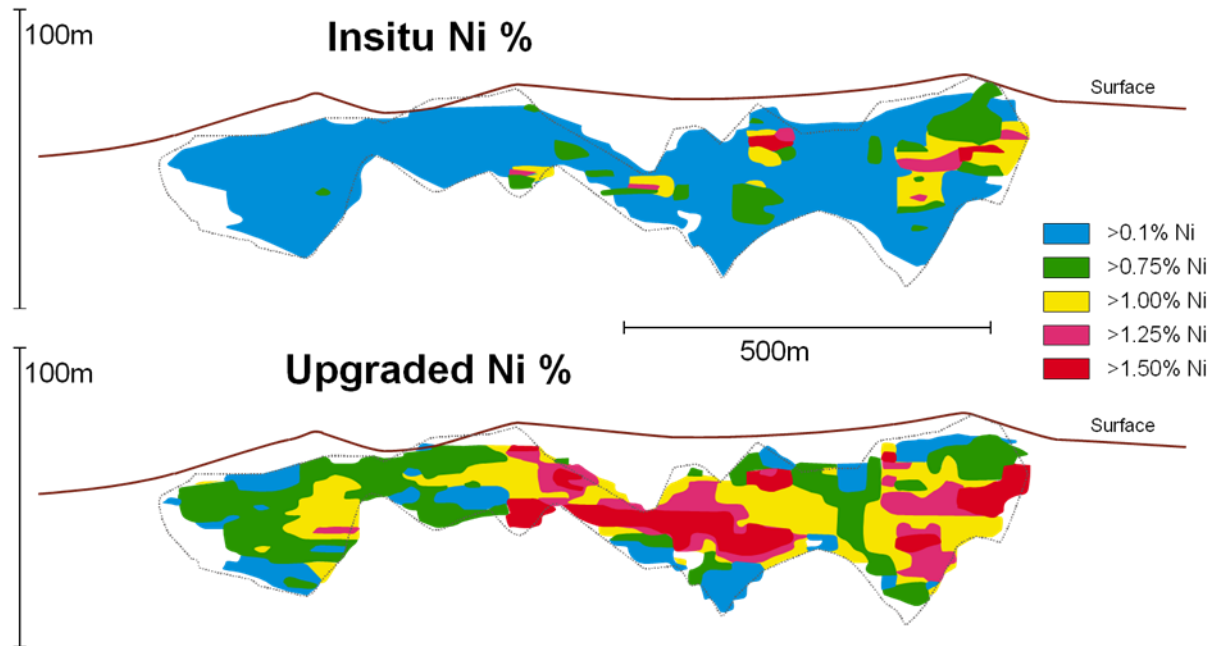 100m
Insitu Ni %
Surface
>0.1% Ni
>0.75% Ni
>1.00% Ni
>1.25% Ni
>1.50% Ni
500m
100m
Upgraded Ni %
Surface